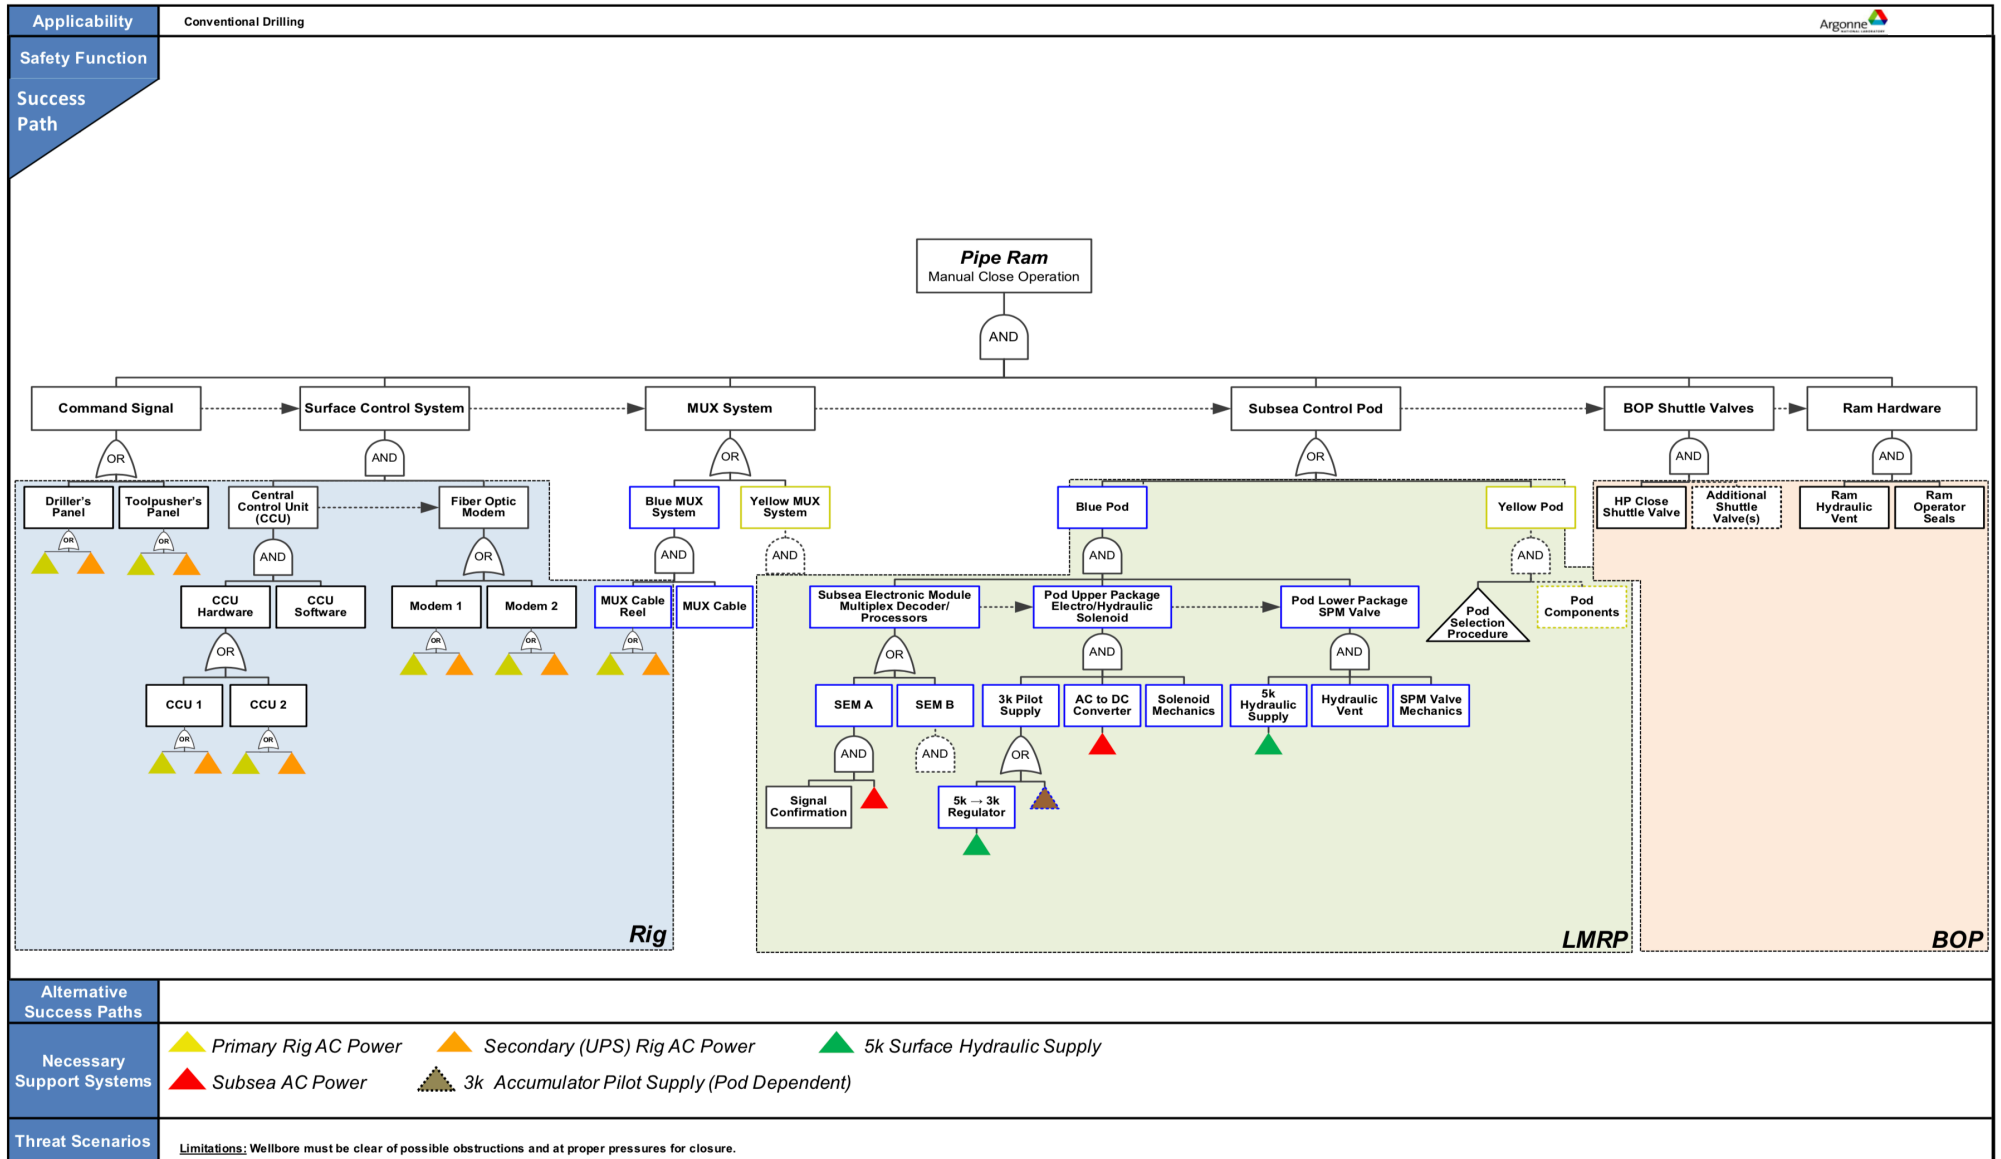 Applicability
Conventional Drilling
Argonne
NATIONAL LABORATORY
Safety Function
Success
Path
Pipe Ram
Manual Close Operation
AND
Command Signal
Surface Control System
MUX System
Subsea Control Pod
BOP Shuttle Valves
Ram Hardware
OR
AND
OR
OR
AND
AND
Driller's
Panel
Toolpusher's
Panel
Central
Control Unit
(CCU)
Fiber Optic
Modem
Blue MUX
System
Yellow MUX
System
Blue Pod
Yellow Pod
HP Close
Shuttle Valve
Additional
Shuttle
Valve(s)
Ram
Hydraulic
Vent
Ram
Operator
Seals
OR
OR
AND
OR
AND
AND
AND
AND
CCU
Hardware
CCU
Software
Modem 1
Modem 2
MUX Cable
Reel
MUX Cable
Subsea Electronic Module
Multiplex Decoder/
Processors
Pod Upper Package
Electro/Hydraulic
Solenoid
Pod Lower Package
SPM Valve
Pod
Selection
Procedure
Pod
Components
OR
OR
OR
OR
OR
AND
AND
CCU 1
CCU 2
SEM A
SEM B
3k Pilot
Supply
AC to DC
Converter
Solenoid
Mechanics
5k
Hydraulic
Supply
Hydraulic
Vent
SPM Valve
Mechanics
OR
OR
AND
AND
OR
Signal
Confirmation
5k → 3k
Regulator
Rig
LMRP
BOP
Alternative
Success Paths
Necessary
Support Systems
Primary Rig AC Power
Secondary (UPS) Rig AC Power
5k Surface Hydraulic Supply
Subsea AC Power
3k Accumulator Pilot Supply (Pod Dependent)
Threat Scenarios
Limitations: Wellbore must be clear of possible obstructions and at proper pressures for closure.